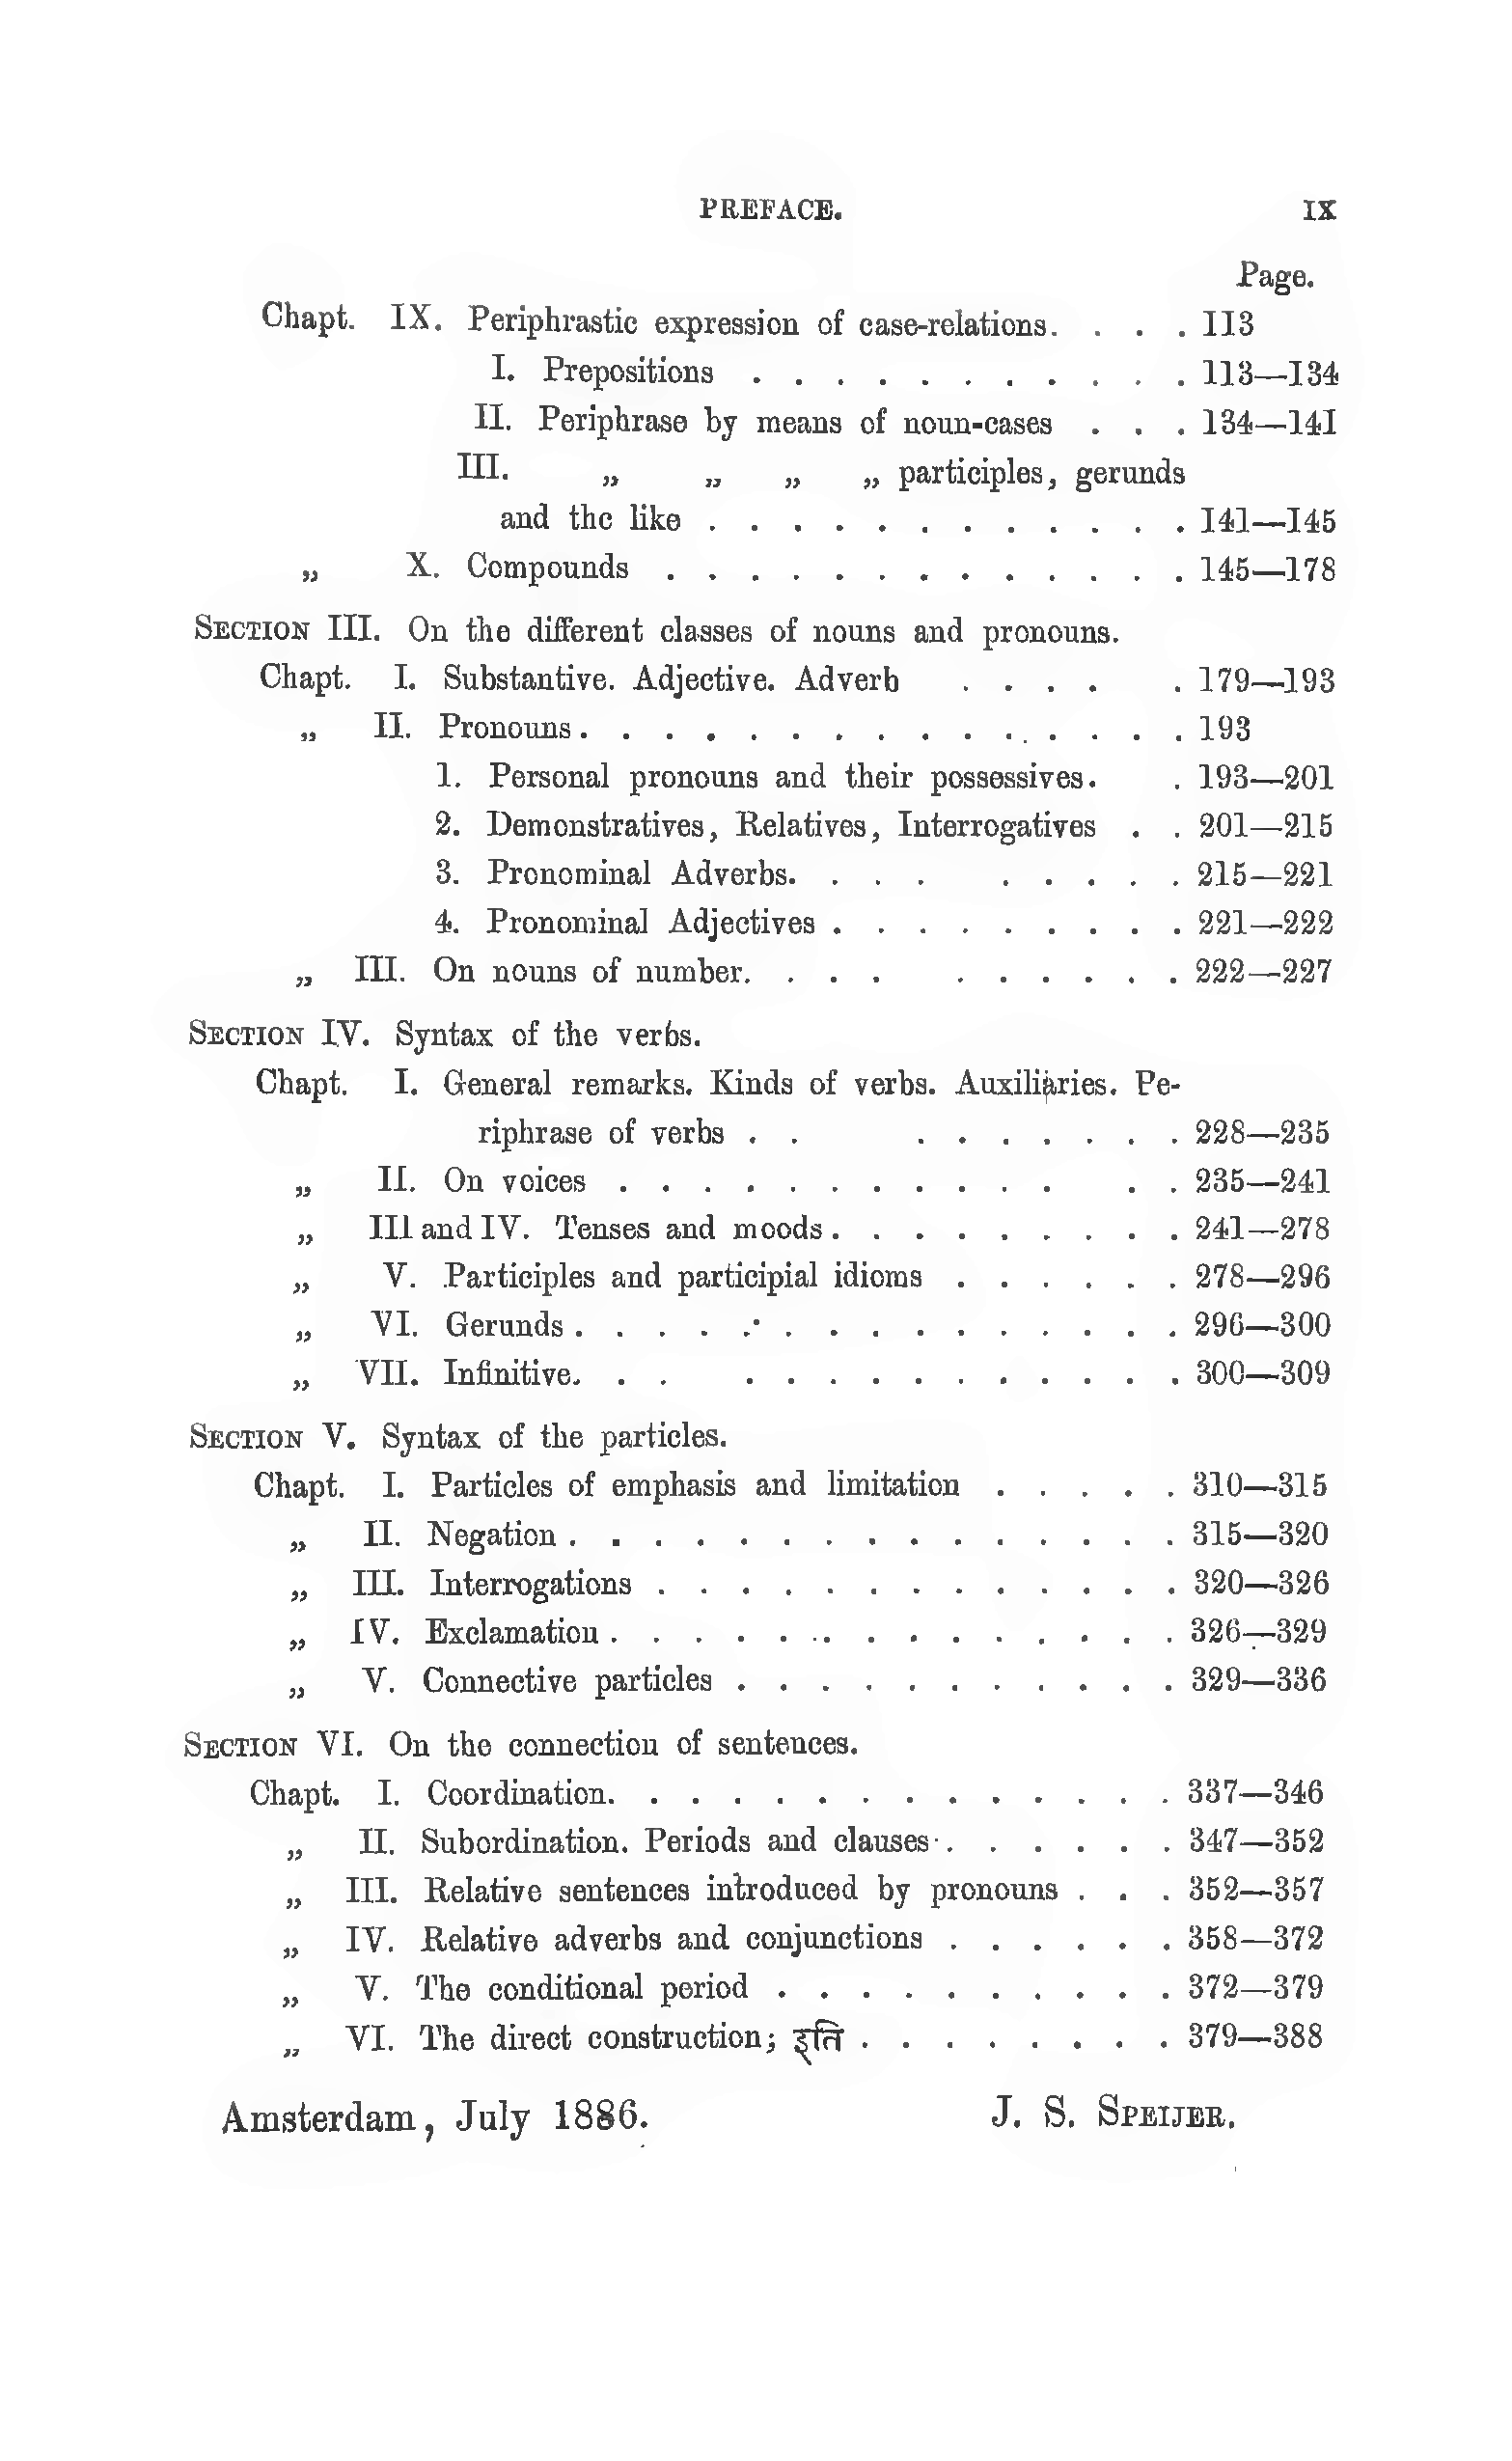 PREFACE. IX
Page.
Chapt. IX. Periphrastic expression of case-relations. . . . . 113
I. Prepositions . . . . . . . . . . . 113—134
II. Periphrase by means of noun-cases . . . 134—141
III. „ „ „ „ participles, gerunds
and the like . . . . . . . . . . . . 141—145
„ X. Compounds . . . . . . . . . . . . . 145—178
SECTION III. On the different classes of nouns and pronouns.
Chapt. I. Substantive. Adjective. Adverb . . . . . 179—193
„ II. Pronouns . . . . . . . . . . . . . . . 193
1. Personal pronouns and their possessives. . 193—201
2. Demonstratives, Relatives, Interrogatives . . 201—215
3. Pronominal Adverbs. . . . . . . . . 215—221
4. Pronominal Adjectives . . . . . . . . . 221—222
„ III. On nouns of number. . . . . . . . . . 222—227
SECTION IV. Syntax of the verbs.
Chapt. I. General remarks. Kinds of verbs. Auxiliaries. Pe-
riphrase of verbs . . . . . . . . . 228—235
„ II. On voices . . . . . . . . . . . . . 235—241
„ III and IV. Tenses and moods . . . . . . . . . 241—278
„ V. Participles and participial idioms . . . . . . 278—296
„ VI. Gerunds . . . . . . . . . . . . . . . 296—300
„ VII. Infinitive. . . . . . . . . . . . . . 300—309
SECTION V. Syntax of the particles.
Chapt. I. Particles of emphasis and limitation . . . . . 310—315
„ II. Negation . . . . . . . . . . . . . . . 315—320
„ III. Interrogations . . . . . . . . . . . . . 320—326
„ IV. Exclamation . . . . . . . . . . . . . . 326—329
„ V. Connective particles . . . . . . . . . . . 329—336
SECTION VI. On the connection of sentences.
Chapt. I. Coordination. . . . . . . . . . . . . . 337—346
„ II. Subordination. Periods and clauses . . . . . . 347—352
„ III. Relative sentences introduced by pronouns . . . 352—357
„ IV. Relative adverbs and conjunctions . . . . . . 358—372
„ V. The conditional period . . . . . . . . . . 372—379
„ VI. The direct construction; इति . . . . . . . . 379—388
Amsterdam, July 1886. J. S. SPEIJER.